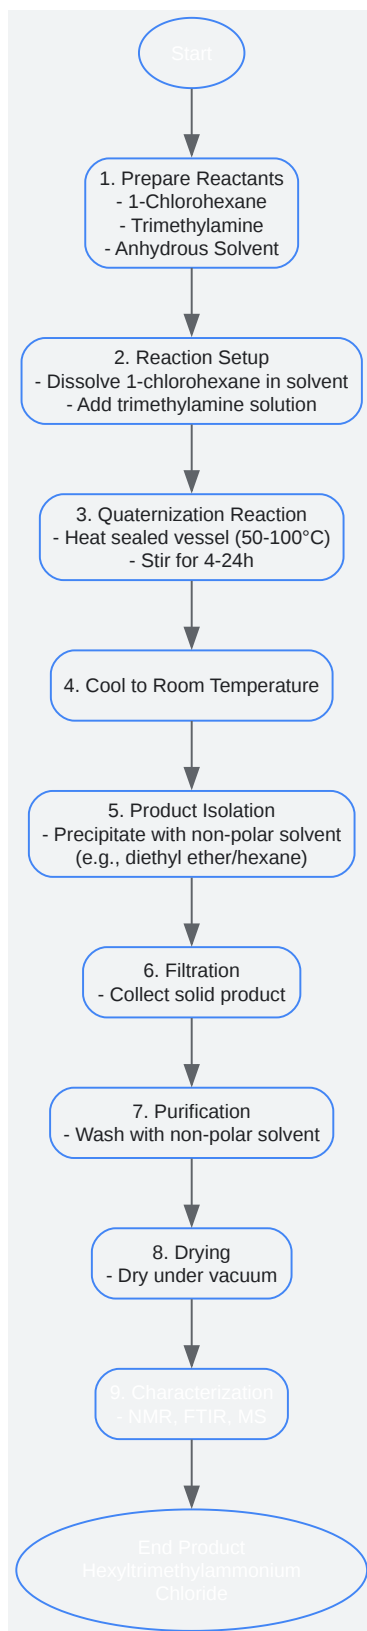 Start
1. Prepare Reactants
- 1-Chlorohexane
- Trimethylamine
- Anhydrous Solvent
2. Reaction Setup
- Dissolve 1-chlorohexane in solvent
- Add trimethylamine solution
3. Quaternization Reaction
- Heat sealed vessel (50-100°C)
- Stir for 4-24h
4. Cool to Room Temperature
5. Product Isolation
- Precipitate with non-polar solvent
(e.g., diethyl ether/hexane)
6. Filtration
- Collect solid product
7. Purification
- Wash with non-polar solvent
8. Drying
- Dry under vacuum
9. Characterization
- NMR, FTIR, MS
End Product
Hexyltrimethylammonium
Chloride